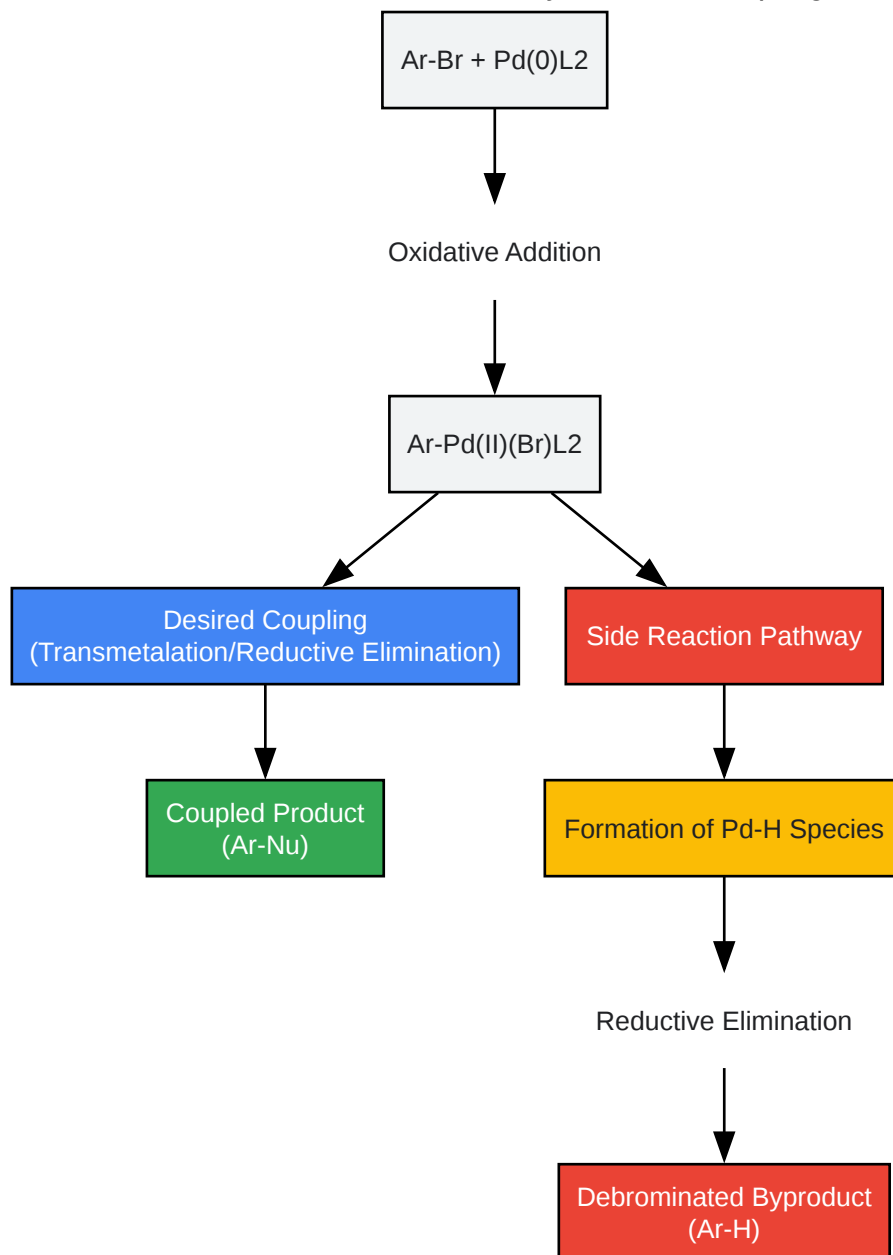 Ar-Br + Pd(0)L2
Oxidative Addition
Ar-Pd(II)(Br)L2
Desired Coupling
(Transmetalation/Reductive Elimination)
Side Reaction Pathway
Coupled Product
(Ar-Nu)
Formation of Pd-H Species
Reductive Elimination
Debrominated Byproduct
(Ar-H)